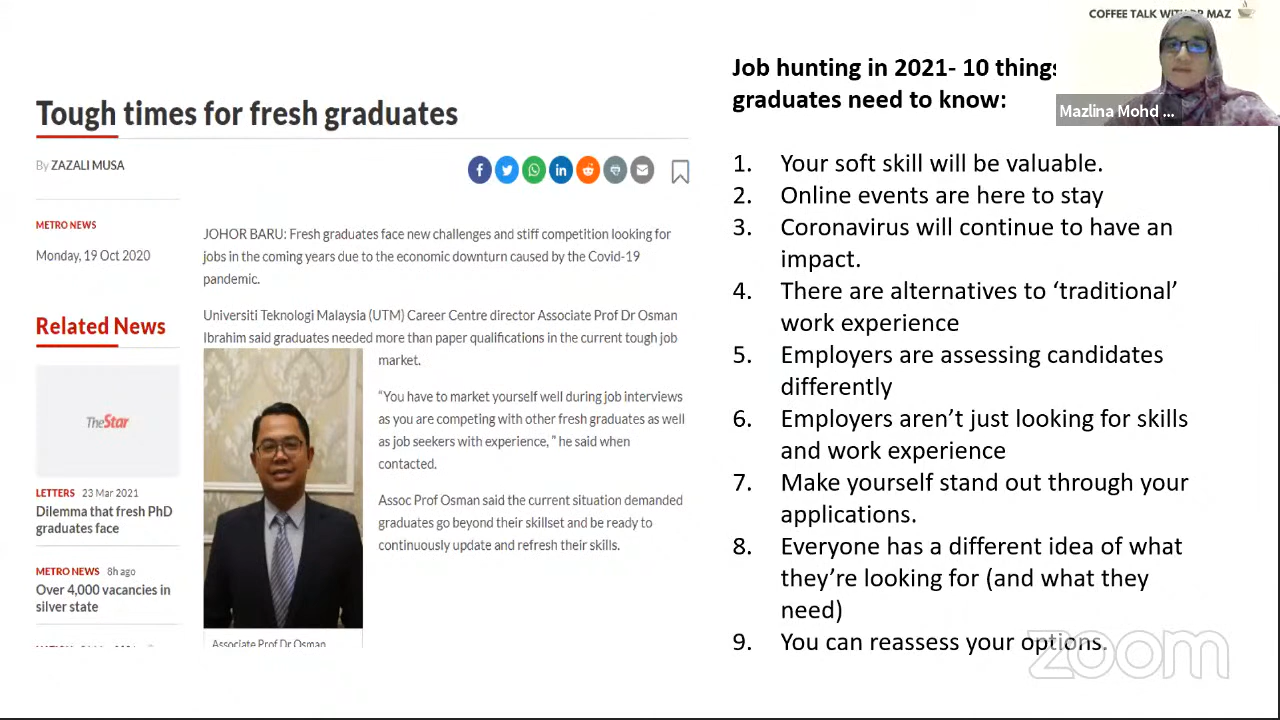 COFFEE TALK WITH DR MAZ
Mazlina Mohd ...
Tough times for fresh graduates
By ZAZALI MUSA
METRO NEWS
Monday, 19 Oct 2020
Related News
TheStar
LETTERS 23 Mar 2021
Dilemma that fresh PhD
graduates face
METRO NEWS 8h ago
Over 4,000 vacancies in
silver state
JOHOR BARU: Fresh graduates face new challenges and stiff competition looking for
jobs in the coming years due to the economic downturn caused by the Covid-19
pandemic.
Universiti Teknologi Malaysia (UTM) Career Centre director Associate Prof Dr Osman
Ibrahim said graduates needed more than paper qualifications in the current tough job
market.
“You have to market yourself well during job interviews
as you are competing with other fresh graduates as well
as job seekers with experience, ” he said when
contacted.
Assoc Prof Osman said the current situation demanded
graduates go beyond their skillset and be ready to
continuously update and refresh their skills.
Associate Prof Dr Osman
Job hunting in 2021- 10 things
graduates need to know:
1. Your soft skill will be valuable.
2. Online events are here to stay
3. Coronavirus will continue to have an
impact.
4. There are alternatives to ‘traditional’
work experience
5. Employers are assessing candidates
differently
6. Employers aren’t just looking for skills
and work experience
7. Make yourself stand out through your
applications.
8. Everyone has a different idea of what
they’re looking for (and what they
need)
9. You can reassess your options.
zoom